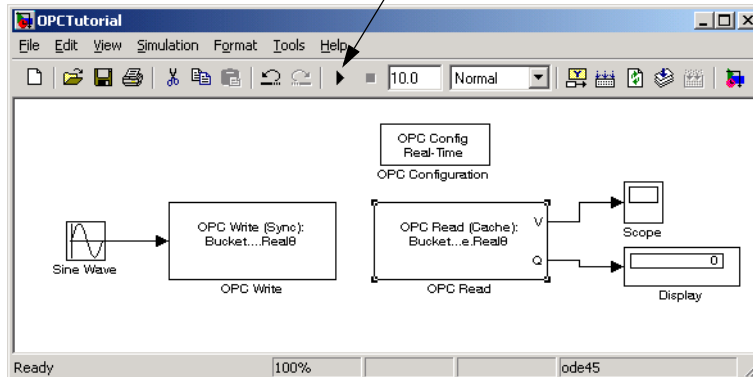 OPCTutorial
File Edit View Simulation Format Tools Help
10.0 Normal
OPC Config
Real-Time
OPC Configuration
OPC Write (Sync):
Bucket....Real8
OPC Write
Sine Wave
OPC Read (Cache):
Bucket...e.Real8
V
Q
OPC Read
Scope
0
Display
Ready 100% ode45